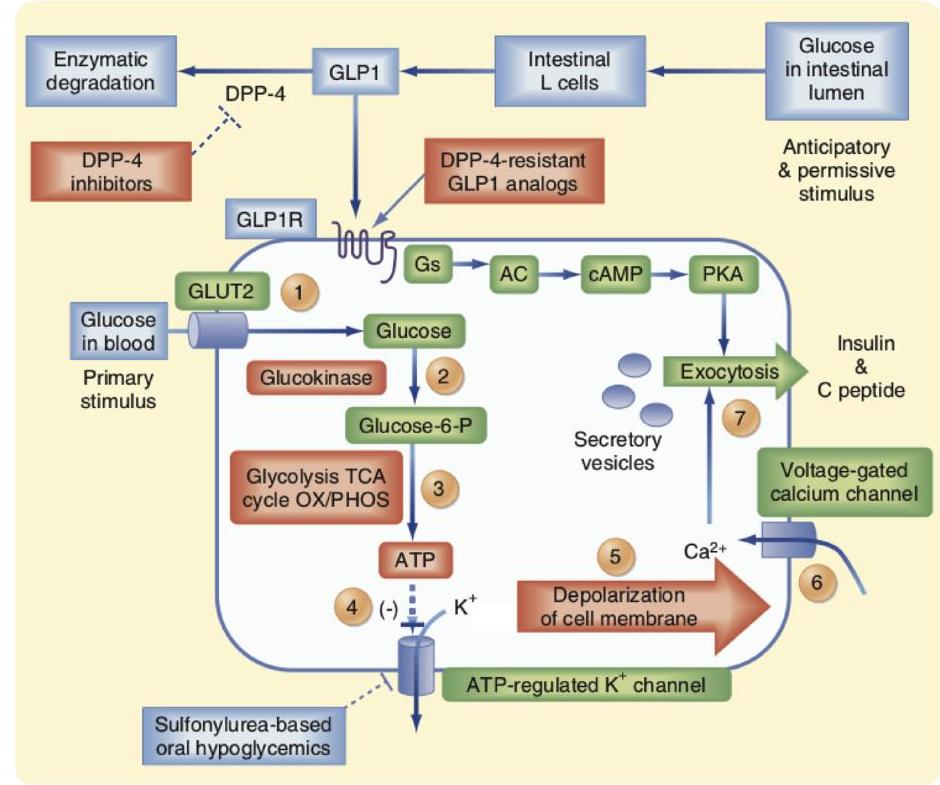 Enzymatic
degradation
GLP1
Intestinal
L cells
Glucose
in intestinal
lumen
DPP-4
DPP-4
inhibitors
DPP-4-resistant
GLP1 analogs
Anticipatory
& permissive
stimulus
GLP1R
Gs
AC
cAMP
PKA
GLUT2
1
Glucose
in blood
Glucose
Primary
stimulus
Glucokinase
2
Exocytosis
Insulin
&
C peptide
Glucose-6-P
7
Secretory
vesicles
Glycolysis TCA
cycle OX/PHOS
3
Voltage-gated
calcium channel
ATP
Ca²⁺
5
6
4
(-)
K⁺
Depolarization
of cell membrane
ATP-regulated K⁺ channel
Sulfonylurea-based
oral hypoglycemics